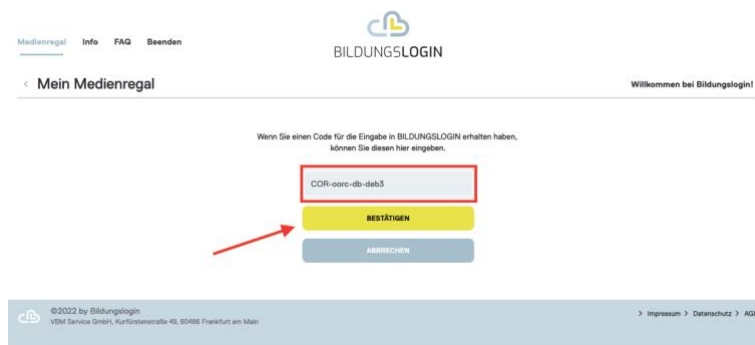 Medienregal Info FAQ Beenden
BILDUNGSLOGIN
Mein Medienregal
Willkommen bei Bildungslogin!
Wenn Sie einen Code für die Eingabe in BILDUNGSLOGIN erhalten haben,
können Sie diesen hier eingeben.
COR-oorc-db-deb3
BESTÄTIGEN
ABBRECHEN
©2022 by Bildungslogin
VBM Service GmbH, Kurfürstenstraße 49, 60486 Frankfurt am Main
> Impressum > Datenschutz > AGB